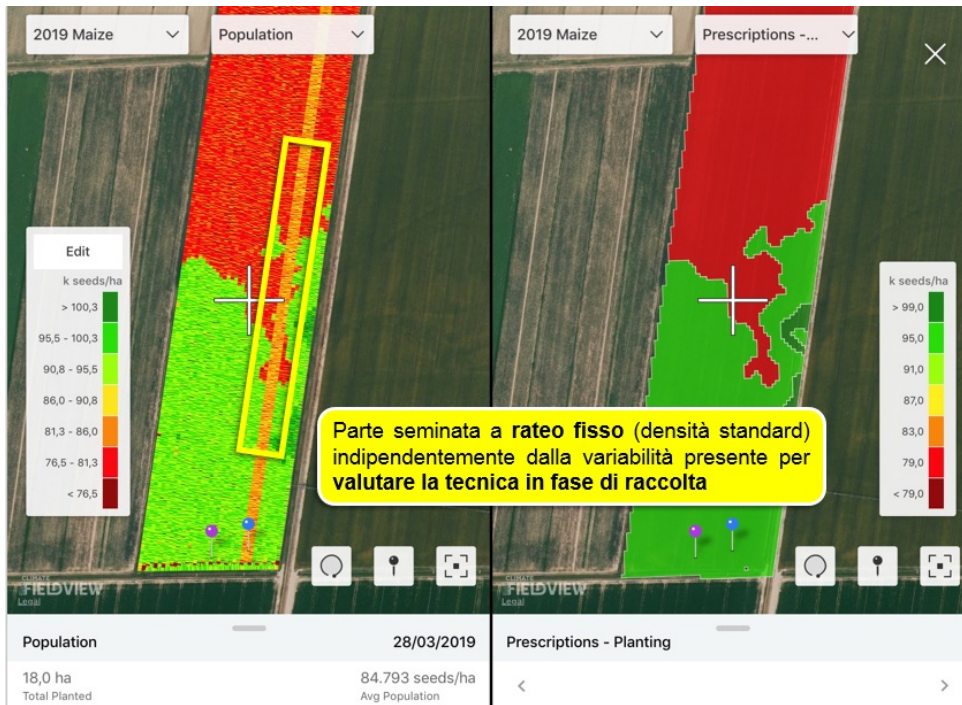 2019 Maize
Population
Edit
k seeds/ha
> 100,3
95,5 - 100,3
90,8 - 95,5
86,0 - 90,8
81,3 - 86,0
76,5 - 81,3
< 76,5
CLIMATE
FIELDVIEW
Legal
Population
28/03/2019
18,0 ha
Total Planted
84.793 seeds/ha
Avg Population
2019 Maize
Prescriptions -...
k seeds/ha
> 99,0
95,0
91,0
87,0
83,0
79,0
< 79,0
Parte seminata a rateo fisso (densità standard)
indipendentemente dalla variabilità presente per
valutare la tecnica in fase di raccolta
CLIMATE
FIELDVIEW
Legal
Prescriptions - Planting